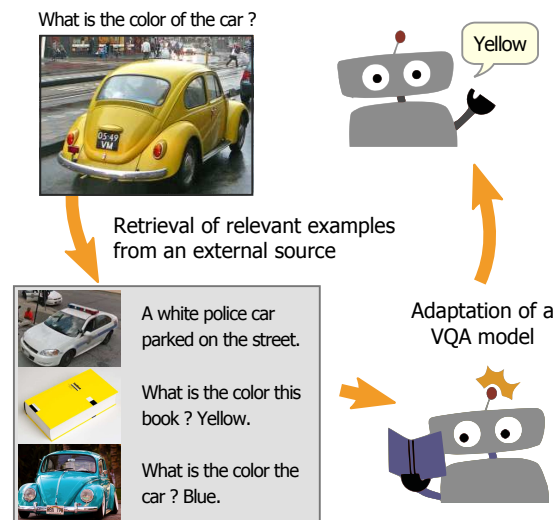 What is the color of the car ?
Yellow
05-49
VM
Retrieval of relevant examples
from an external source
A white police car
parked on the street.
What is the color this
book ? Yellow.
What is the color the
car ? Blue.
Adaptation of a
VQA model